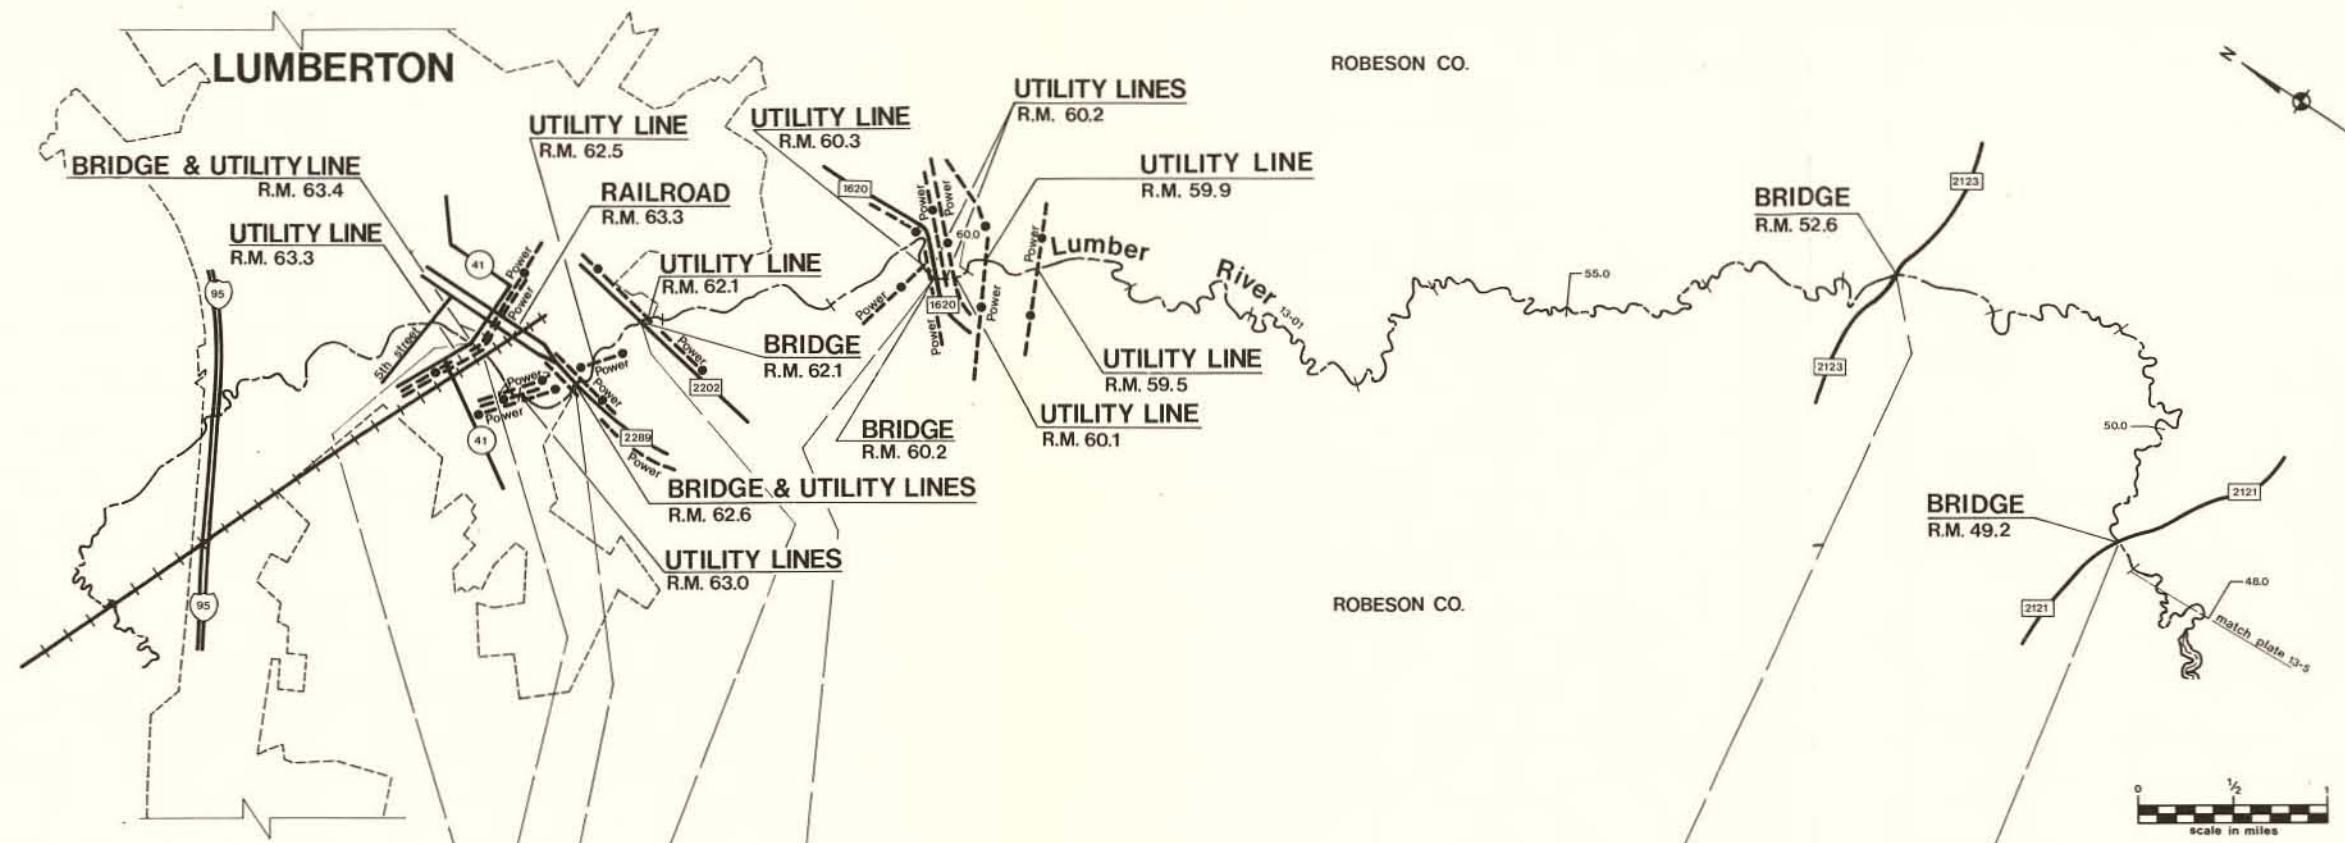 LUMBERTON
ROBESON CO.
N
UTILITY LINES
R.M. 60.2
UTILITY LINE
R.M. 60.3
UTILITY LINE
R.M. 62.5
BRIDGE & UTILITY LINE
R.M. 63.4
UTILITY LINE
R.M. 59.9
RAILROAD
R.M. 63.3
UTILITY LINE
R.M. 63.3
BRIDGE
R.M. 52.6
2123
2123
1620
Power
Power
60.0
Power
Lumber
River
13-01
55.0
41
Power
Power
95
UTILITY LINE
R.M. 62.1
Power
1620
Power
Power
5th street
BRIDGE
R.M. 62.1
UTILITY LINE
R.M. 59.5
Power
Power
Power
Power
Power
2202
UTILITY LINE
R.M. 60.1
BRIDGE
R.M. 60.2
41
2289
Power
50.0
BRIDGE & UTILITY LINES
R.M. 62.6
2121
BRIDGE
R.M. 49.2
UTILITY LINES
R.M. 63.0
95
ROBESON CO.
2121
48.0
match plate 13-5
0 1/2 1
scale in miles